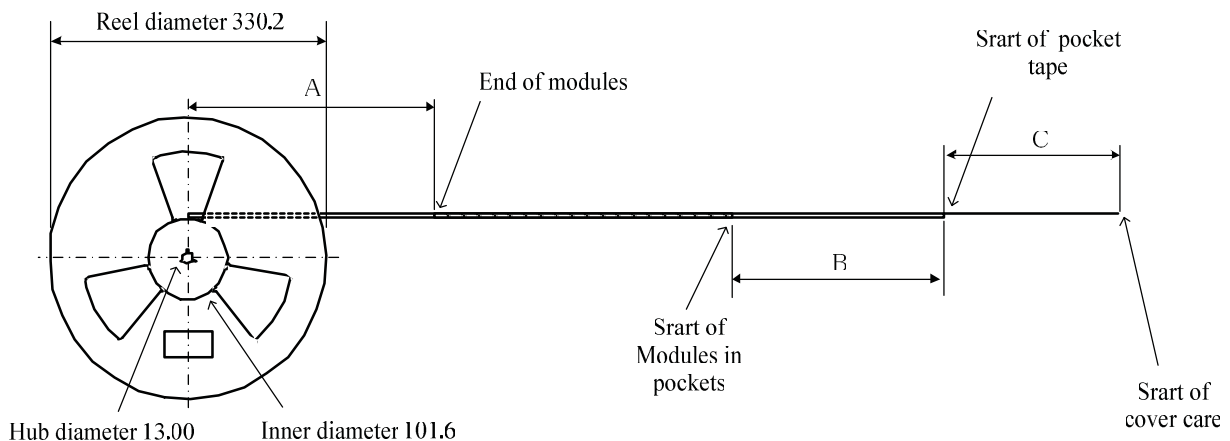 Reel diameter 330.2
A
End of modules
Srart of pocket
tape
C
B
Srart of
Modules in
pockets
Srart of
cover care
Hub diameter 13.00
Inner diameter 101.6